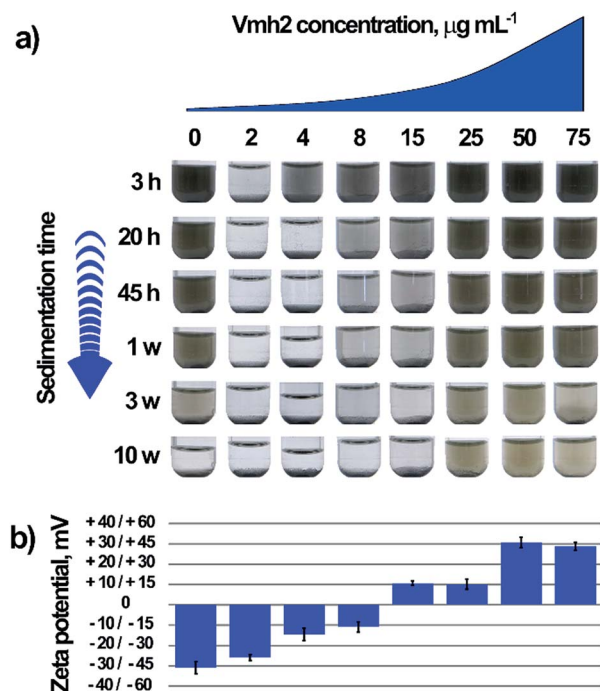 a)
Vmh2 concentration, μg mL-1
0 2 4 8 15 25 50 75
Sedimentation time
3 h
20 h
45 h
1 w
3 w
10 w
b)
Zeta potential, mV
+ 40 / + 60
+ 30 / + 45
+ 20 / + 30
+ 10 / + 15
0
- 10 / - 15
- 20 / - 30
- 30 / - 45
- 40 / - 60